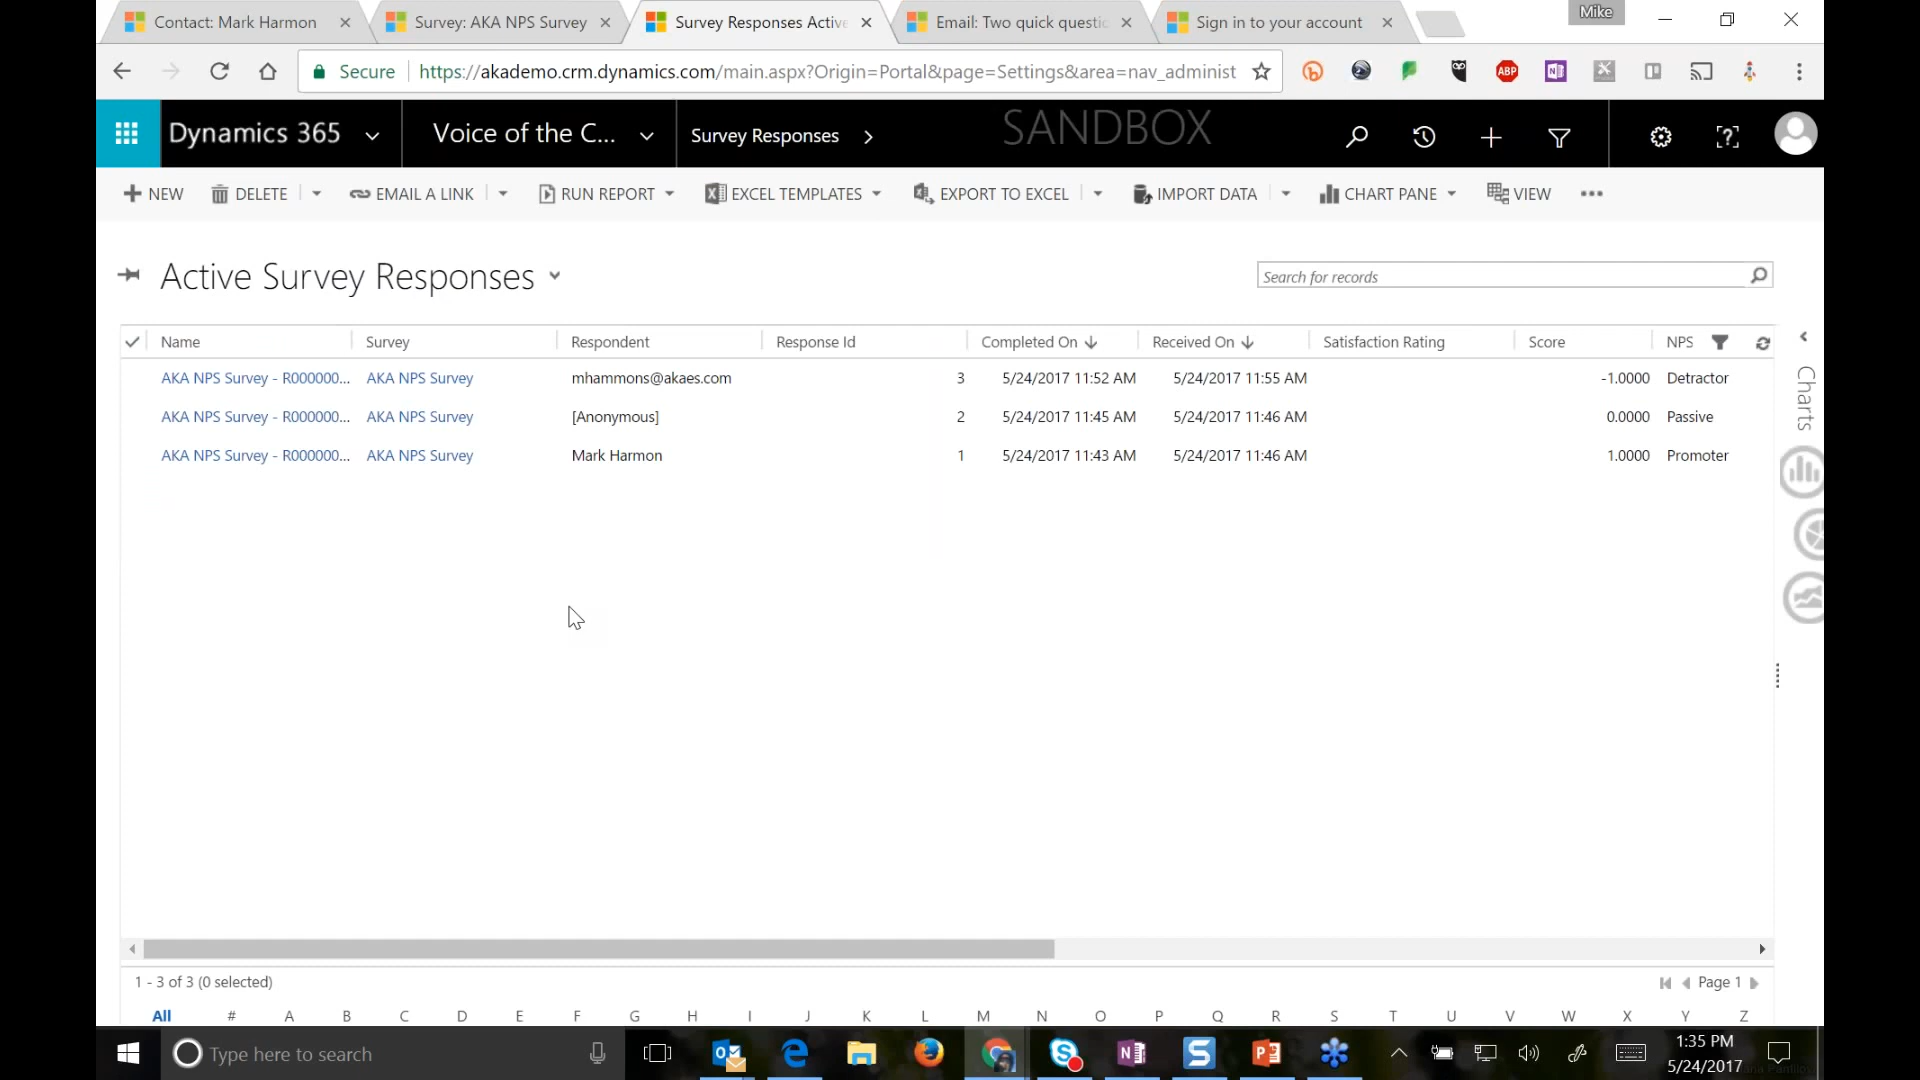 Contact: Mark Harmon
Survey: AKA NPS Survey
Survey Responses Active
Email: Two quick questic
Sign in to your account
Mike
Secure
https://akademo.crm.dynamics.com/main.aspx?Origin=Portal&page=Settings&area=nav_administ
ABP
Dynamics 365
Voice of the C...
Survey Responses
SANDBOX
NEW
DELETE
EMAIL A LINK
RUN REPORT
EXCEL TEMPLATES
EXPORT TO EXCEL
IMPORT DATA
CHART PANE
VIEW
Active Survey Responses
Search for records
Name Survey Respondent Response Id Completed On Received On Satisfaction Rating Score NPS
AKA NPS Survey - R000000... AKA NPS Survey mhammons@akaes.com 3 5/24/2017 11:52 AM 5/24/2017 11:55 AM -1.0000 Detractor
AKA NPS Survey - R000000... AKA NPS Survey [Anonymous] 2 5/24/2017 11:45 AM 5/24/2017 11:46 AM 0.0000 Passive
AKA NPS Survey - R000000... AKA NPS Survey Mark Harmon 1 5/24/2017 11:43 AM 5/24/2017 11:46 AM 1.0000 Promoter
Charts
1 - 3 of 3 (0 selected)
Page 1
All # A B C D E F G H I J K L M N O P Q R S T U V W X Y Z
Type here to search
1:35 PM
5/24/2017